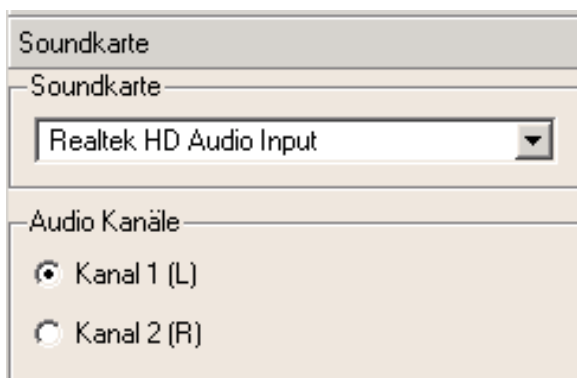 Soundkarte
Soundkarte
Realtek HD Audio Input
Audio Kanäle
Kanal 1 (L)
Kanal 2 (R)